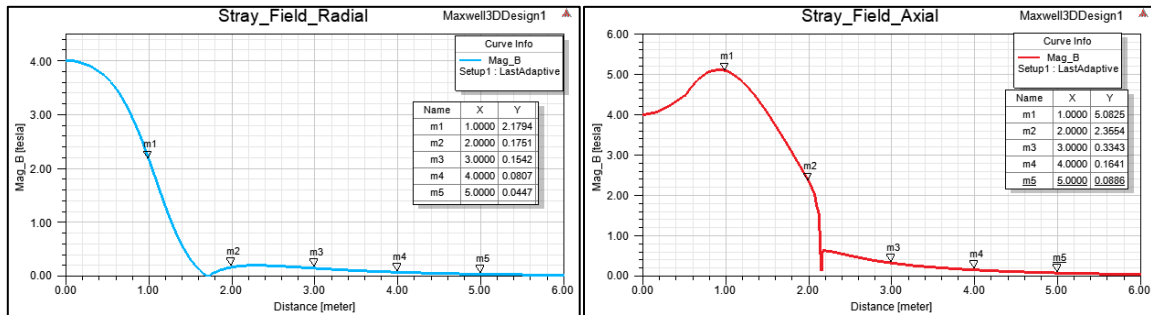 Stray_Field_Radial
Maxwell3DDesign1
Curve Info
Mag_B
Setup1 : LastAdaptive
Name X Y
m1 1.0000 2.1794
m2 2.0000 0.1751
m3 3.0000 0.1542
m4 4.0000 0.0807
m5 5.0000 0.0447
Mag_B [tesla]
4.00
3.00
2.00
1.00
0.00
m1
m2
m3
m4
m5
0.00 1.00 2.00 3.00 4.00 5.00 6.00
Distance [meter]
Stray_Field_Axial
Maxwell3DDesign1
Curve Info
Mag_B
Setup1 : LastAdaptive
Name X Y
m1 1.0000 5.0825
m2 2.0000 2.3554
m3 3.0000 0.3343
m4 4.0000 0.1641
m5 5.0000 0.0886
Mag_B [tesla]
6.00
5.00
4.00
3.00
2.00
1.00
0.00
m1
m2
m3
m4
m5
0.00 1.00 2.00 3.00 4.00 5.00 6.00
Distance [meter]